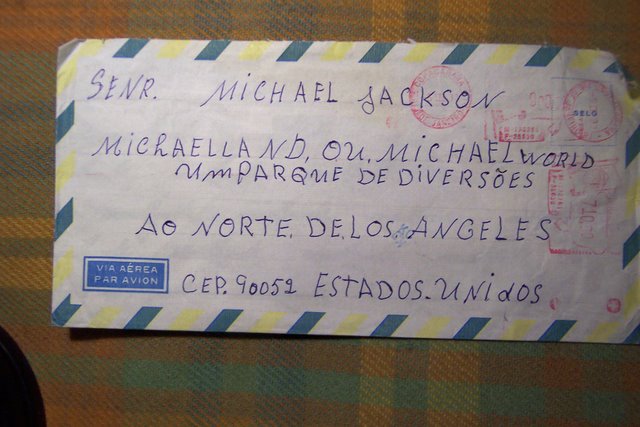 SENR. MICHAEL JACKSON
MICHAELLAND, OU, MICHAELWORLD
UM PARQUE DE DIVERSÕES
AO NORTE. DE.LOS ANGELES
VIA AÉREA
PAR AVION
CEP. 90052 ESTADOS-UNIDOS
SELO